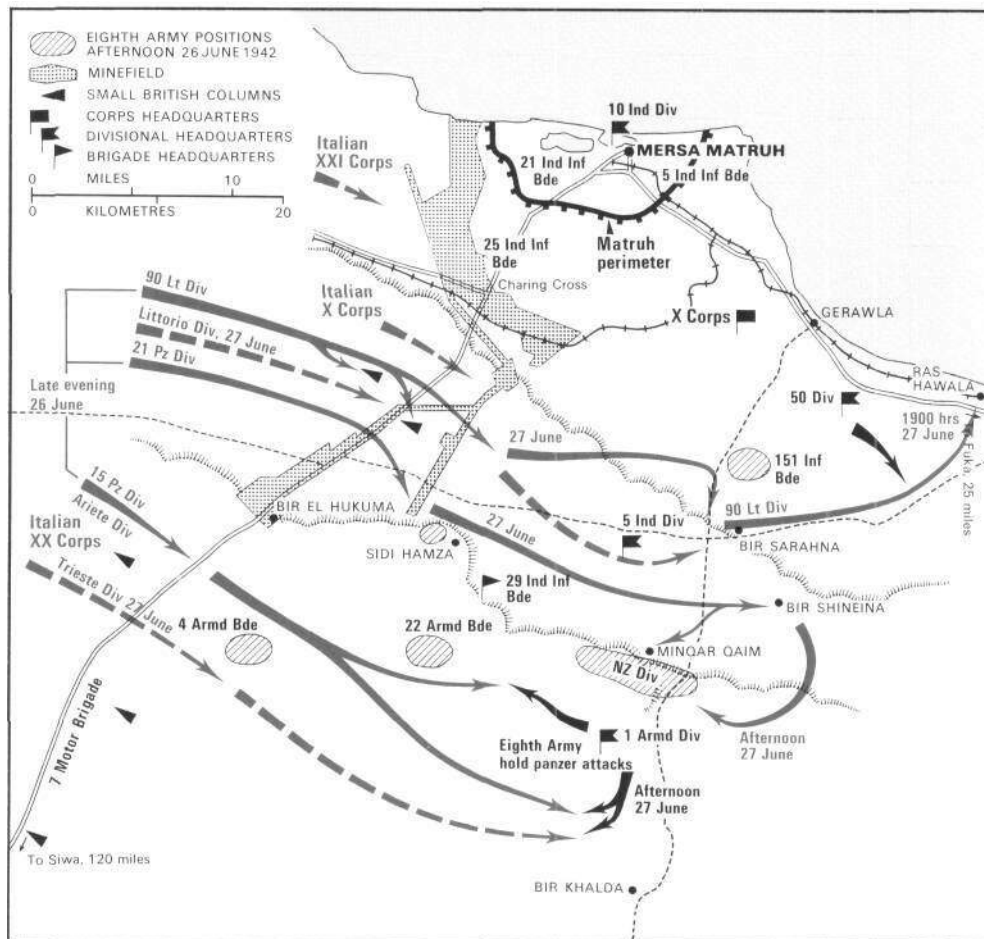 EIGHTH ARMY POSITIONS
AFTERNOON 26 JUNE 1942
MINEFIELD
SMALL BRITISH COLUMNS
CORPS HEADQUARTERS
DIVISIONAL HEADQUARTERS
BRIGADE HEADQUARTERS
0 MILES 10
0 KILOMETRES 20
Italian
XXI Corps
10 Ind Div
MERSA MATRUH
21 Ind Inf
Bde
5 Ind Inf Bde
25 Ind Inf
Bde
Matruh
perimeter
Charing Cross
90 Lt Div
Littorio Div, 27 June
21 Pz Div
Italian
X Corps
X Corps
GERAWLA
RAS
HAWALA
Late evening
26 June
50 Div
1900 hrs
27 June
Fuka, 25 miles
27 June
151 Inf
Bde
15 Pz Div
Ariete Div
Italian
XX Corps
Trieste Div 27 June
BIR EL HUKUMA
SIDI HAMZA
27 June
5 Ind Div
90 Lt Div
BIR SARAHNA
29 Ind Inf
Bde
BIR SHINEINA
4 Armd Bde
22 Armd Bde
MINQAR QAIM
NZ Div
7 Motor Brigade
1 Armd Div
Eighth Army
hold panzer attacks
Afternoon
27 June
Afternoon
27 June
To Siwa, 120 miles
BIR KHALDA